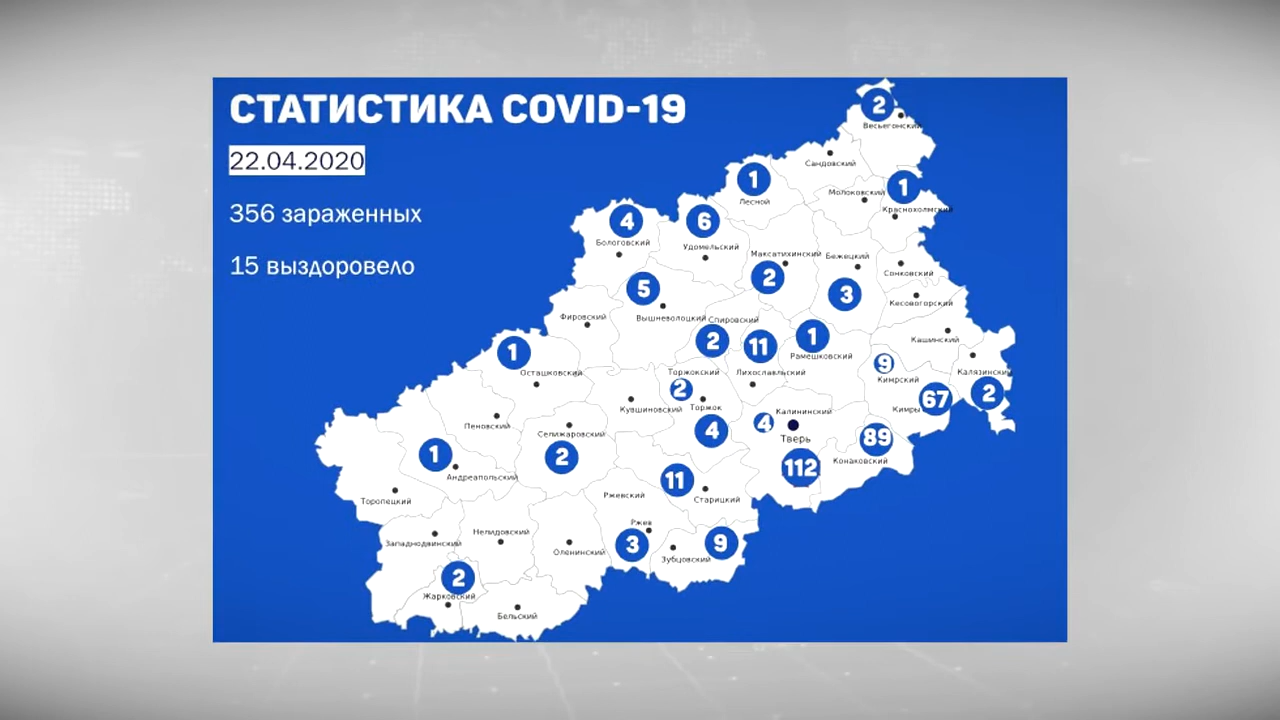 СТАТИСТИКА COVID-19
22.04.2020
356 зараженных
15 выздоровело
2
Весьегонский
Сандовский
1
Лесной
Молоковский
1
Краснохолмский
4
Бологовский
6
Удомельский
Максатихинский
2
Бежецкий
3
Сонковский
5
Вышневолоцкий
Кесовогорский
Фировский
Спировский
2
11
Лихославльский
1
Рамешковский
Кашинский
1
Осташковский
Торжокский
2
9
Кимрский
Калязинский
2
Кувшиновский
Торжок
4
Калининский
4
Тверь
112
Кимры
67
89
Конаковский
Пеновский
Селижаровский
2
1
Андреапольский
Торопецкий
11
Старицкий
Ржевский
Ржев
3
Зубцовский
9
Западнодвинский
Нелидовский
Оленинский
2
Жарковский
Бельский